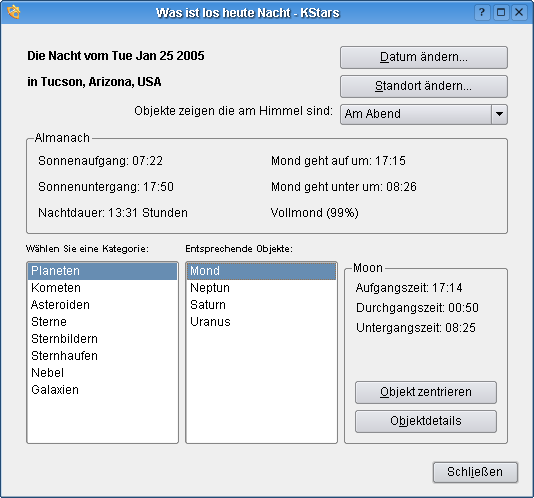 Was ist los heute Nacht - KStars
Die Nacht vom Tue Jan 25 2005
Datum ändern...
in Tucson, Arizona, USA
Standort ändern...
Objekte zeigen die am Himmel sind:
Am Abend
Almanach
Sonnenaufgang: 07:22
Mond geht auf um: 17:15
Sonnenuntergang: 17:50
Mond geht unter um: 08:26
Nachtdauer: 13:31 Stunden
Vollmond (99%)
Wählen Sie eine Kategorie:
Planeten
Kometen
Asteroiden
Sterne
Sternbildern
Sternhaufen
Nebel
Galaxien
Entsprechende Objekte:
Mond
Neptun
Saturn
Uranus
Moon
Aufgangszeit: 17:14
Durchgangszeit: 00:50
Untergangszeit: 08:25
Objekt zentrieren
Objektdetails
Schließen